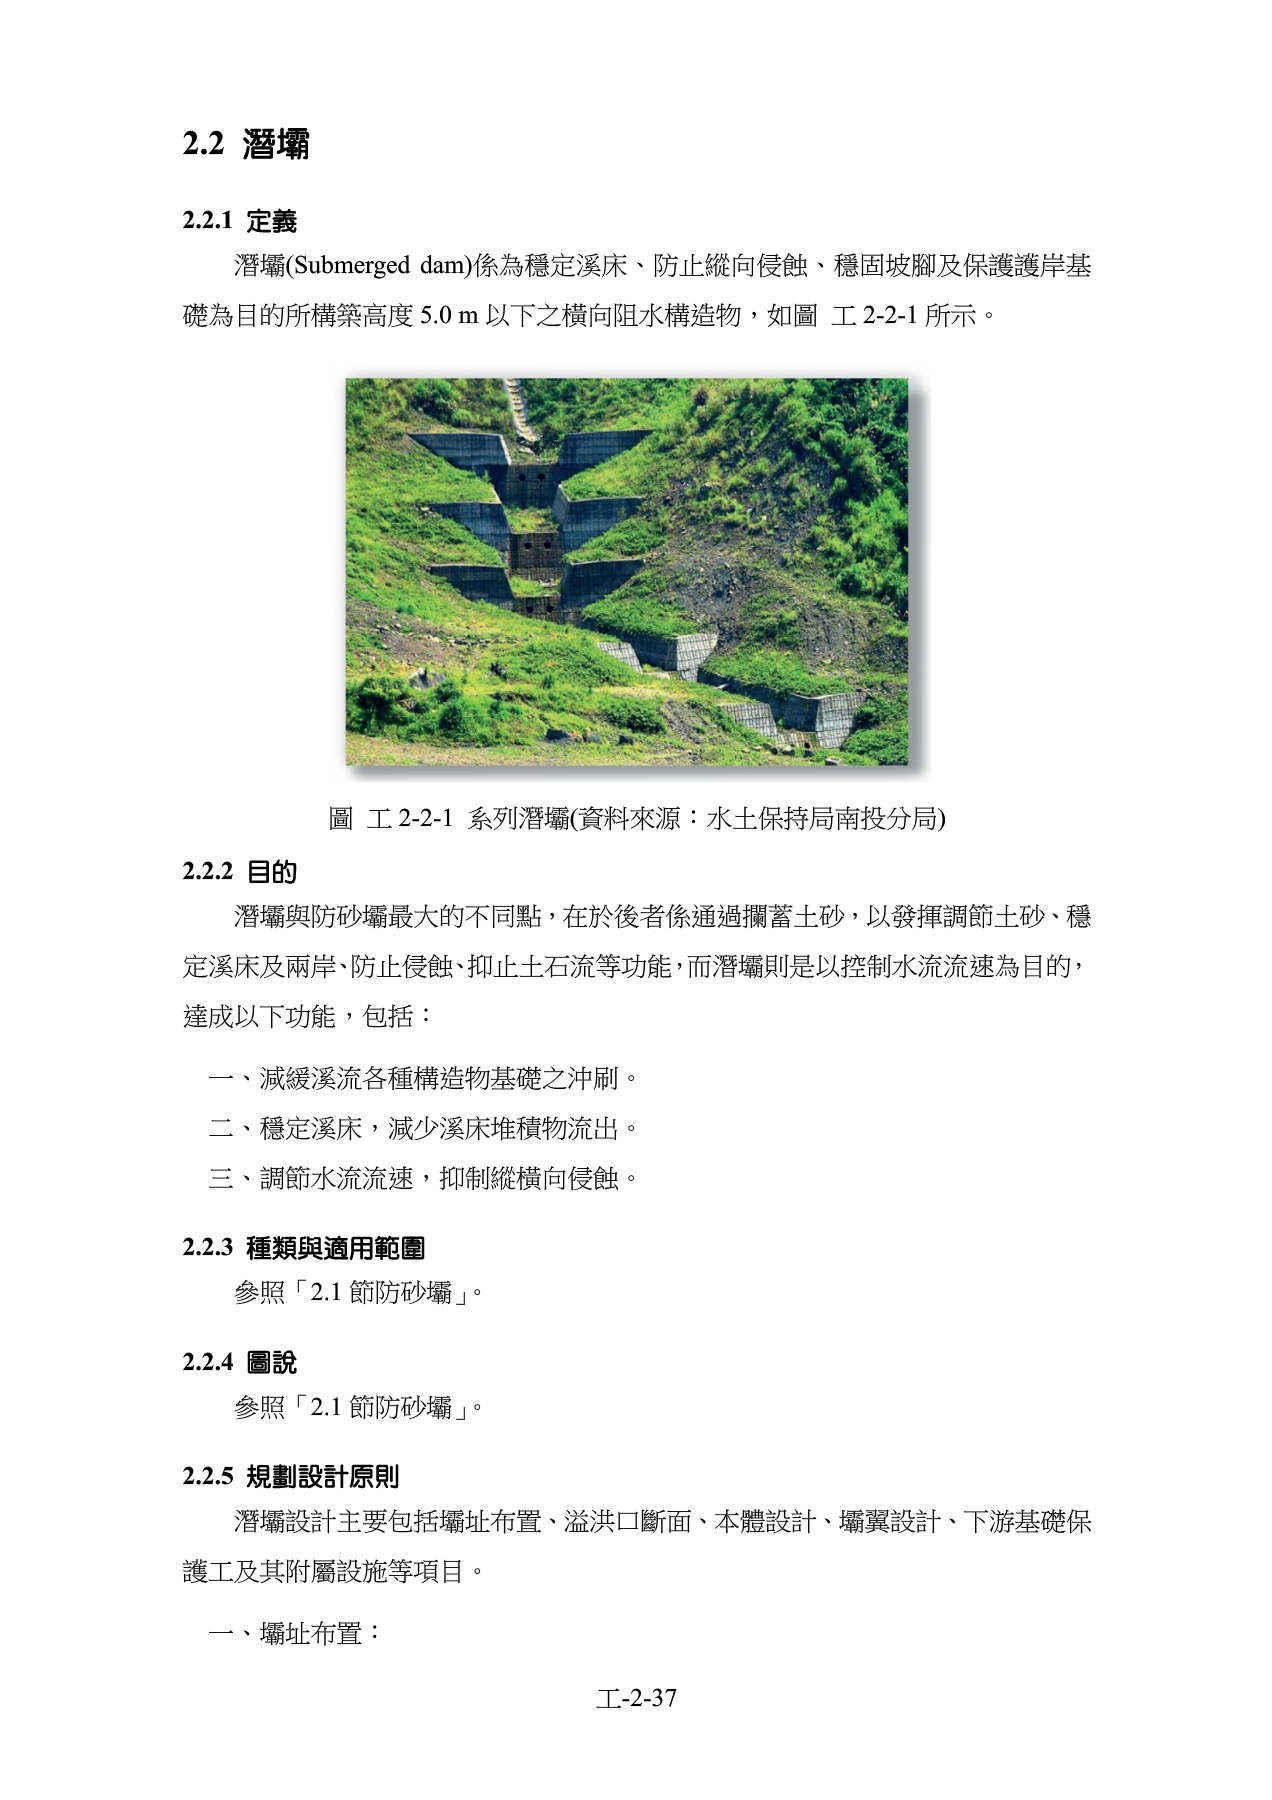 2.2 潛壩
2.2.1 定義
潛壩(Submerged dam)係為穩定溪床、防止縱向侵蝕、穩固坡腳及保護護岸基
礎為目的所構築高度 5.0 m 以下之橫向阻水構造物，如圖 工 2-2-1 所示。
圖 工 2-2-1 系列潛壩(資料來源：水土保持局南投分局)
2.2.2 目的
潛壩與防砂壩最大的不同點，在於後者係通過攔蓄土砂，以發揮調節土砂、穩
定溪床及兩岸、防止侵蝕、抑止土石流等功能，而潛壩則是以控制水流流速為目的，
達成以下功能，包括：
一、減緩溪流各種構造物基礎之沖刷。
二、穩定溪床，減少溪床堆積物流出。
三、調節水流流速，抑制縱橫向侵蝕。
2.2.3 種類與適用範圍
參照「2.1 節防砂壩」。
2.2.4 圖說
參照「2.1 節防砂壩」。
2.2.5 規劃設計原則
潛壩設計主要包括壩址布置、溢洪口斷面、本體設計、壩翼設計、下游基礎保
護工及其附屬設施等項目。
一、壩址布置：
工-2-37